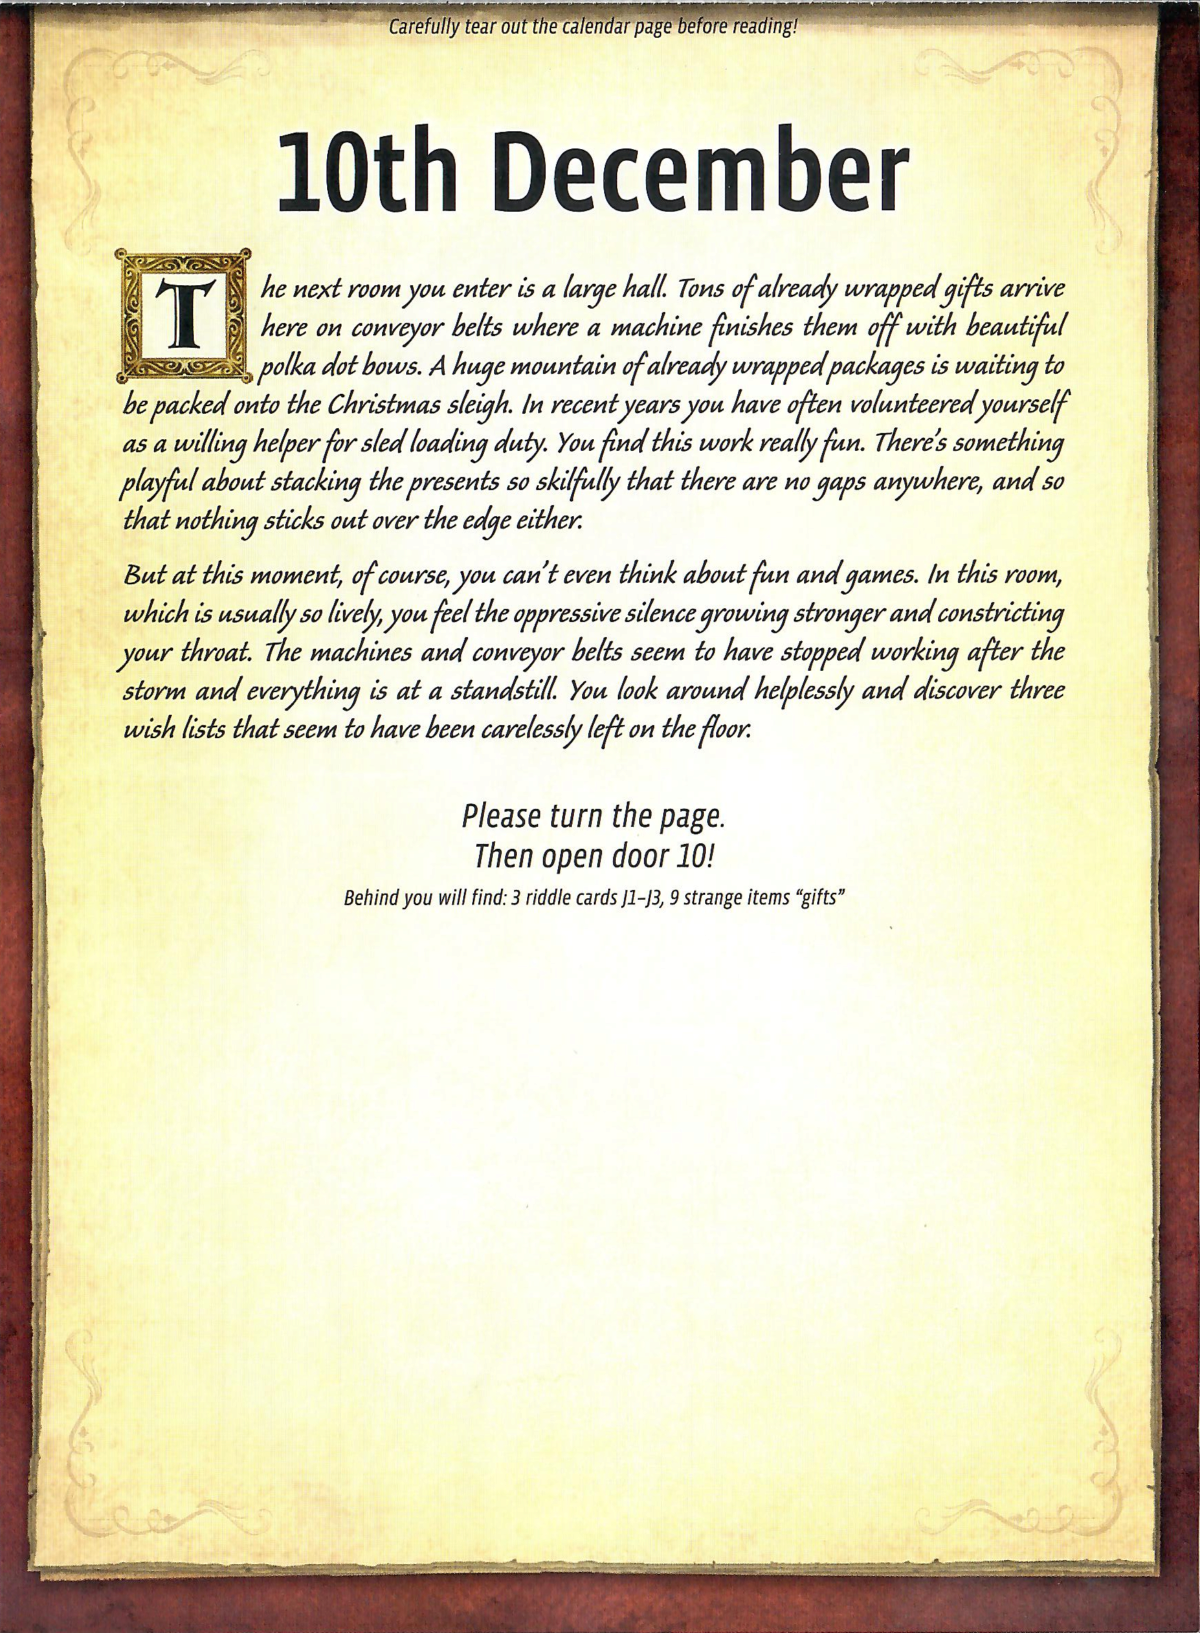 Carefully tear out the calendar page before reading!
10th December
The next room you enter is a large hall. Tons of already wrapped gifts arrive
here on conveyor belts where a machine finishes them off with beautiful
polka dot bows. A huge mountain of already wrapped packages is waiting to
be packed onto the Christmas sleigh. In recent years you have often volunteered yourself
as a willing helper for sled loading duty. You find this work really fun. There's something
playful about stacking the presents so skilfully that there are no gaps anywhere, and so
that nothing sticks out over the edge either.
But at this moment, of course, you can't even think about fun and games. In this room,
which is usually so lively, you feel the oppressive silence growing stronger and constricting
your throat. The machines and conveyor belts seem to have stopped working after the
storm and everything is at a standstill. You look around helplessly and discover three
wish lists that seem to have been carelessly left on the floor.
Please turn the page.
Then open door 10!
Behind you will find: 3 riddle cards J1–J3, 9 strange items “gifts”